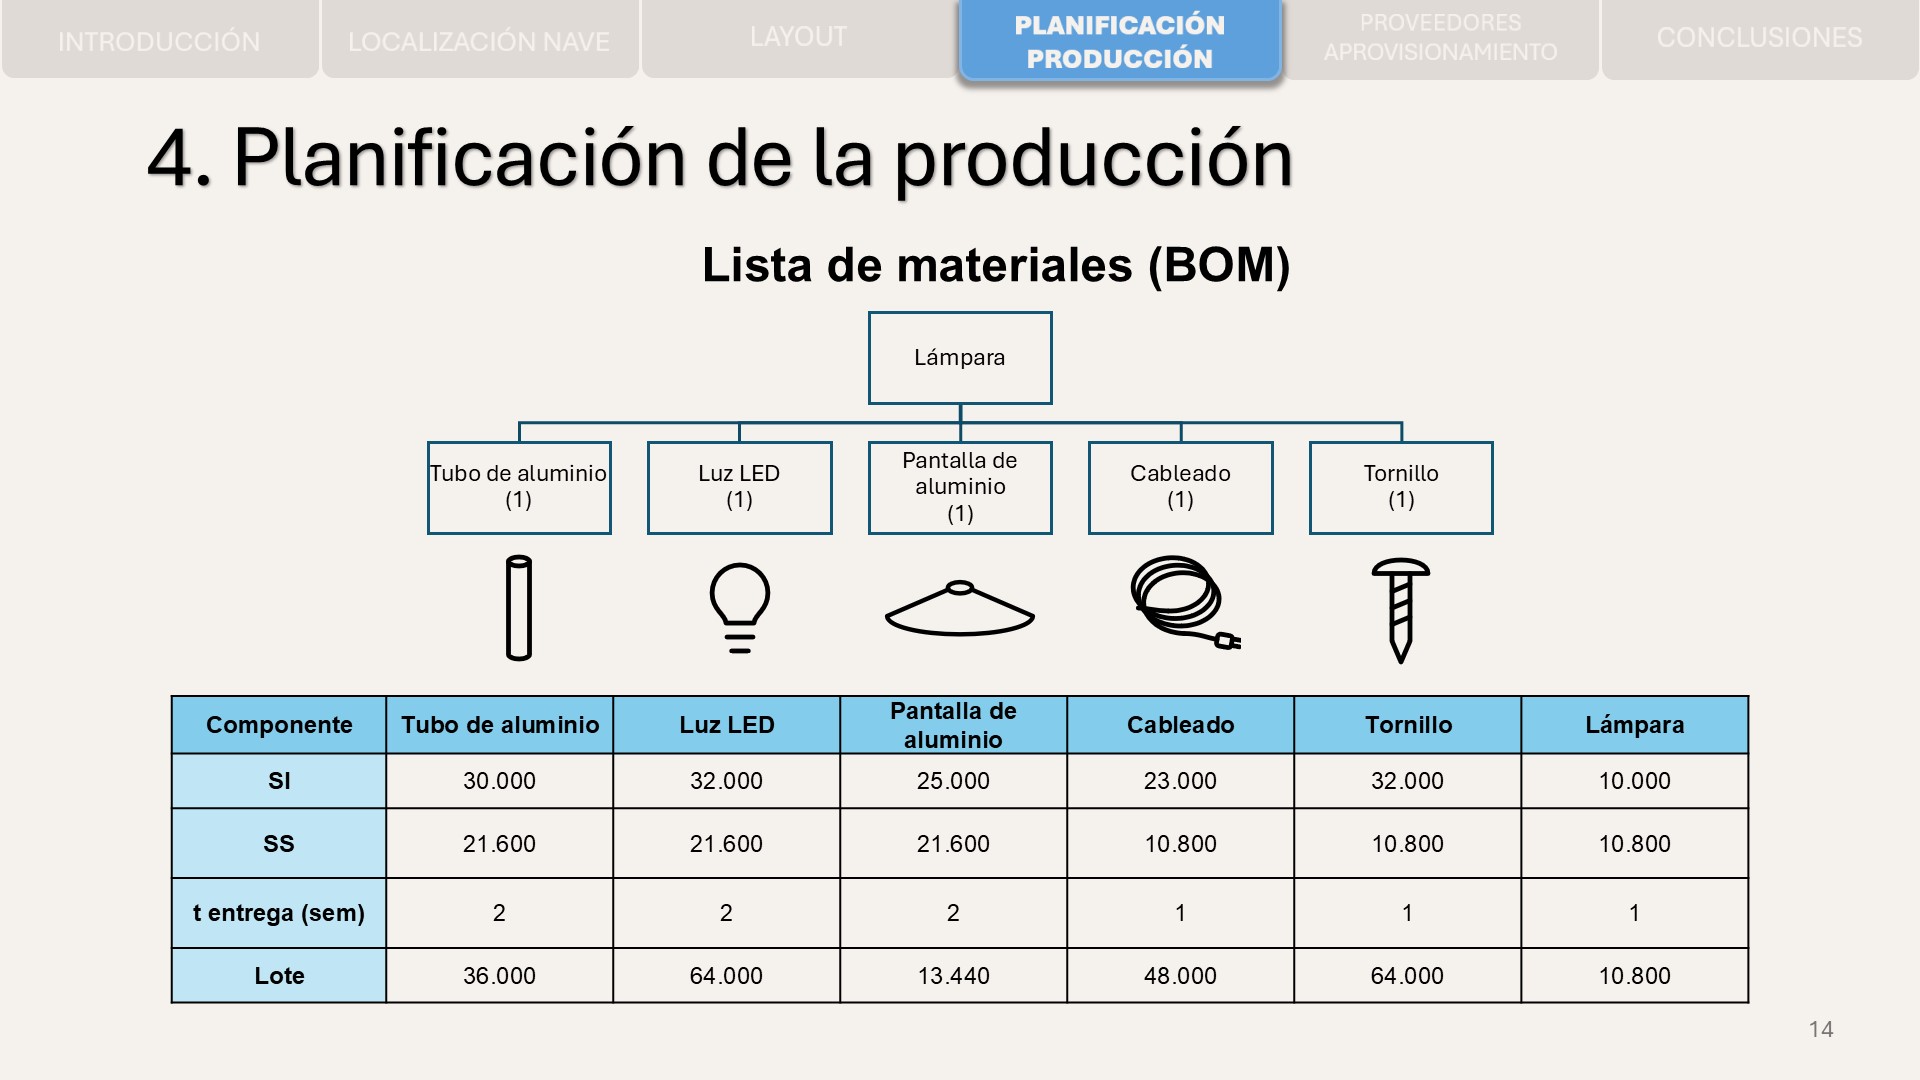 INTRODUCCIÓN
LOCALIZACIÓN NAVE
LAYOUT
PLANIFICACIÓN
PRODUCCIÓN
PROVEEDORES
APROVISIONAMIENTO
CONCLUSIONES
4. Planificación de la producción
Lista de materiales (BOM)
Lámpara
Tubo de aluminio
(1)
Luz LED
(1)
Pantalla de
aluminio
(1)
Cableado
(1)
Tornillo
(1)
Componente Tubo de aluminio Luz LED Pantalla de aluminio Cableado Tornillo Lámpara
SI 30.000 32.000 25.000 23.000 32.000 10.000
SS 21.600 21.600 21.600 10.800 10.800 10.800
t entrega (sem) 2 2 2 1 1 1
Lote 36.000 64.000 13.440 48.000 64.000 10.800
14